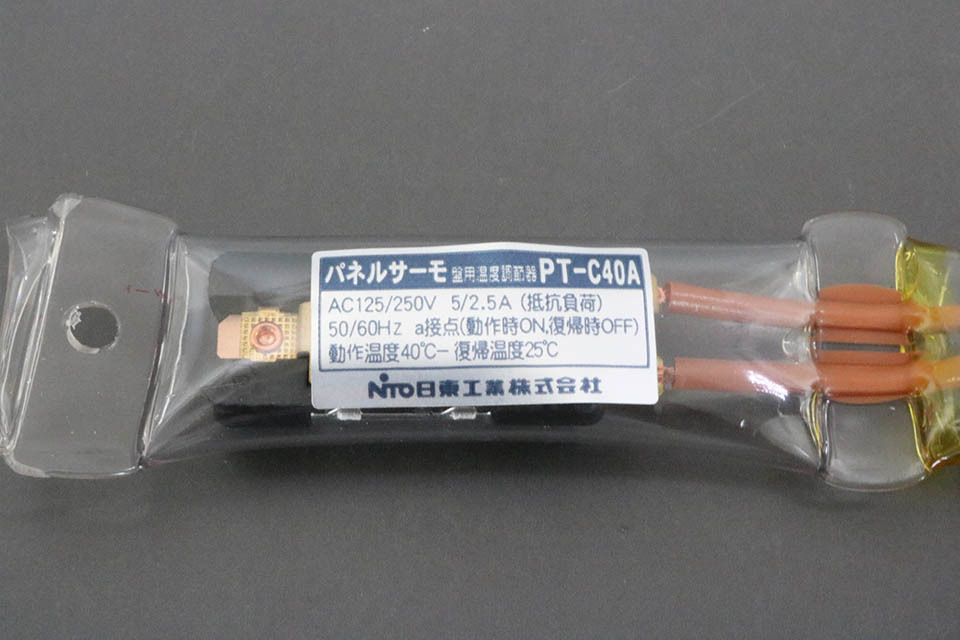 パネルサーモ 盤用温度調節器 PT-C40A
AC125/250V 5/2.5A (抵抗負荷)
50/60Hz a接点(動作時ON,復帰時OFF)
動作温度40℃-復帰温度25℃
NITO日東工業株式会社